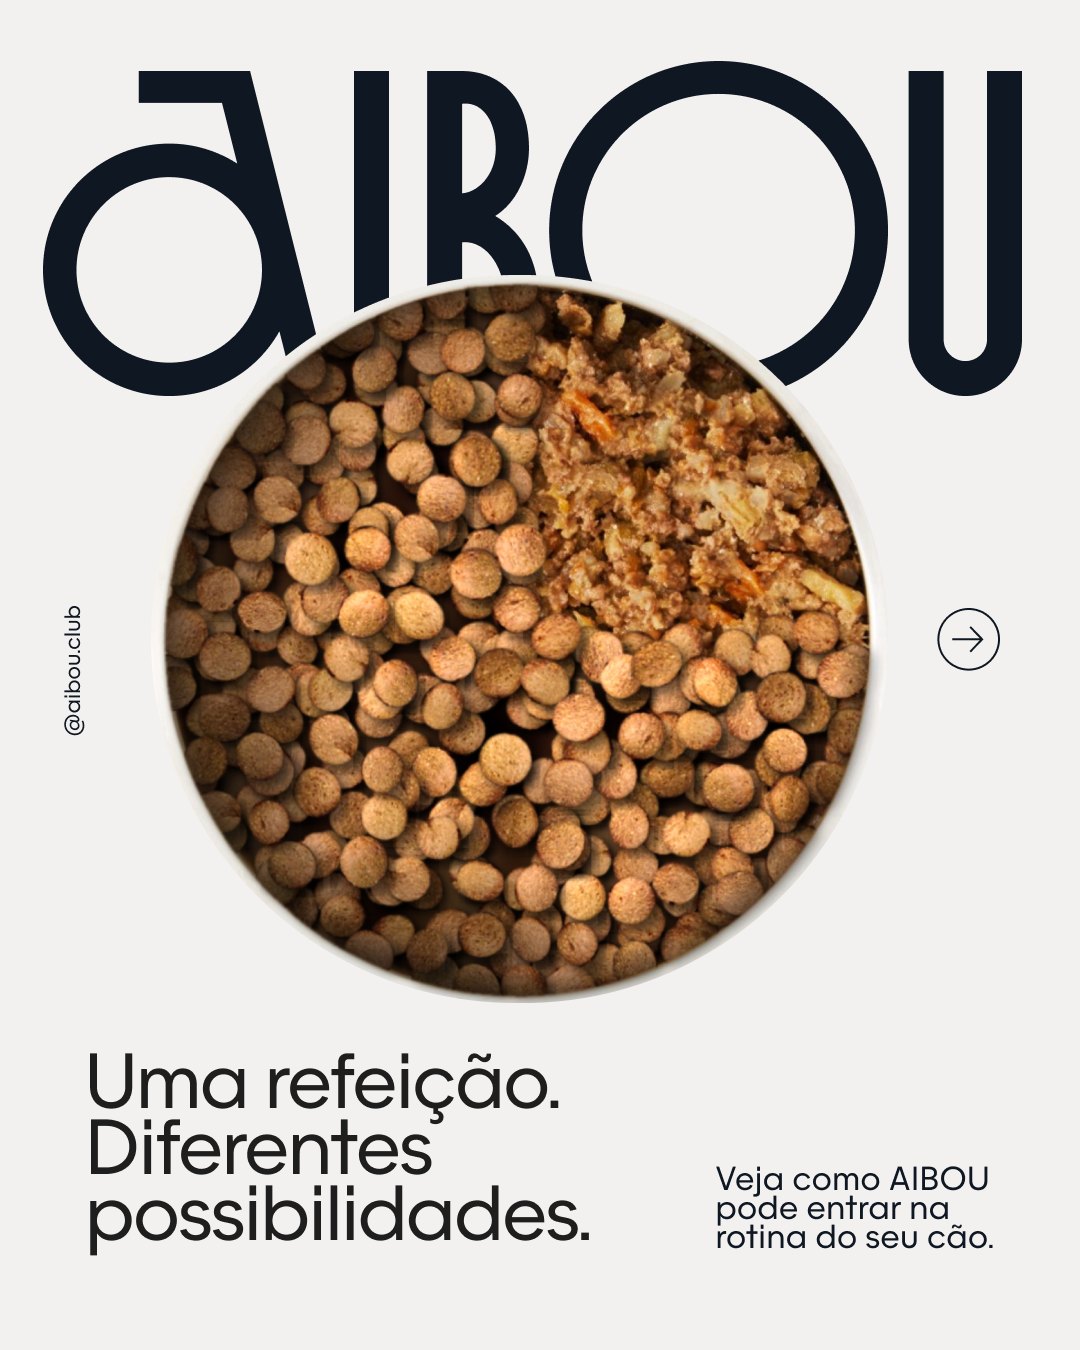 AIBOU
@aibou.club
Uma refeição.
Diferentes
possibilidades.
Veja como AIBOU
pode entrar na
rotina do seu cão.